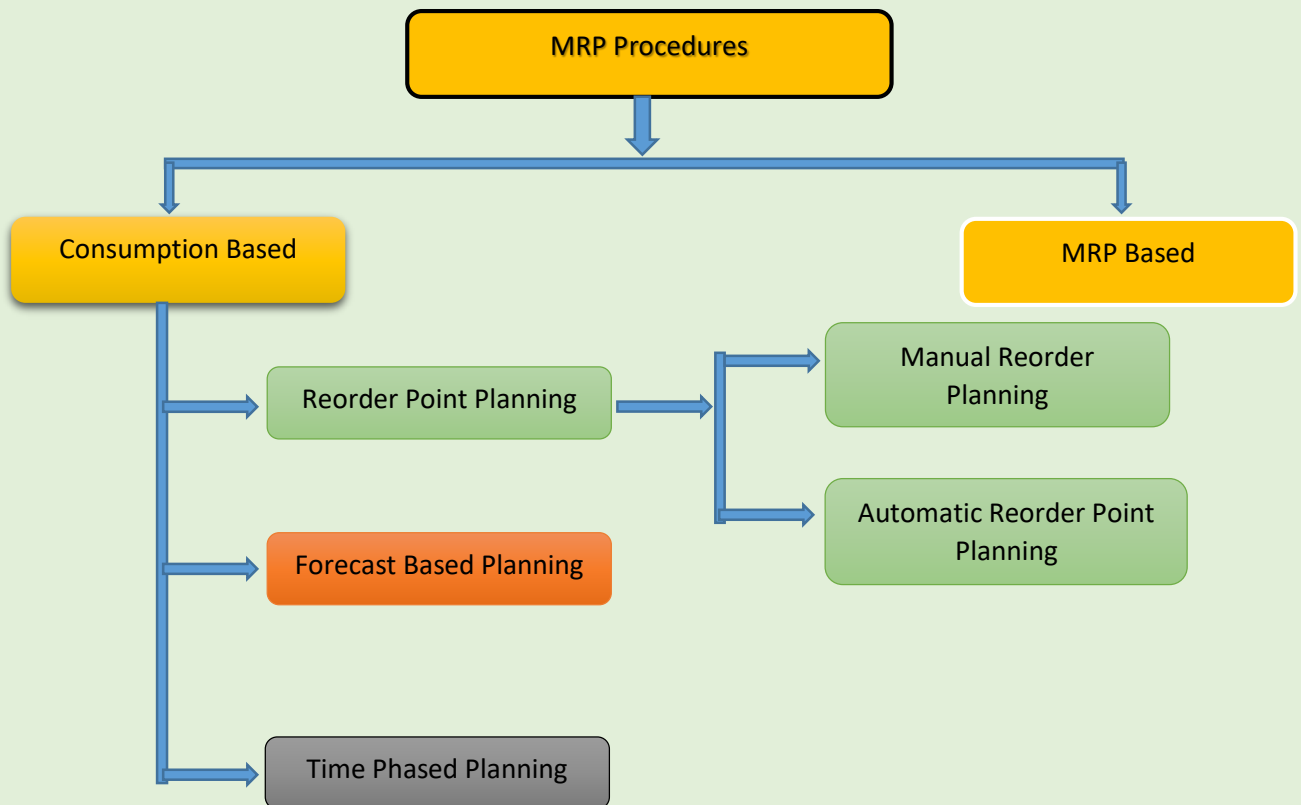 MRP Procedures
Consumption Based
MRP Based
Reorder Point Planning
Manual Reorder
Planning
Automatic Reorder Point
Planning
Forecast Based Planning
Time Phased Planning